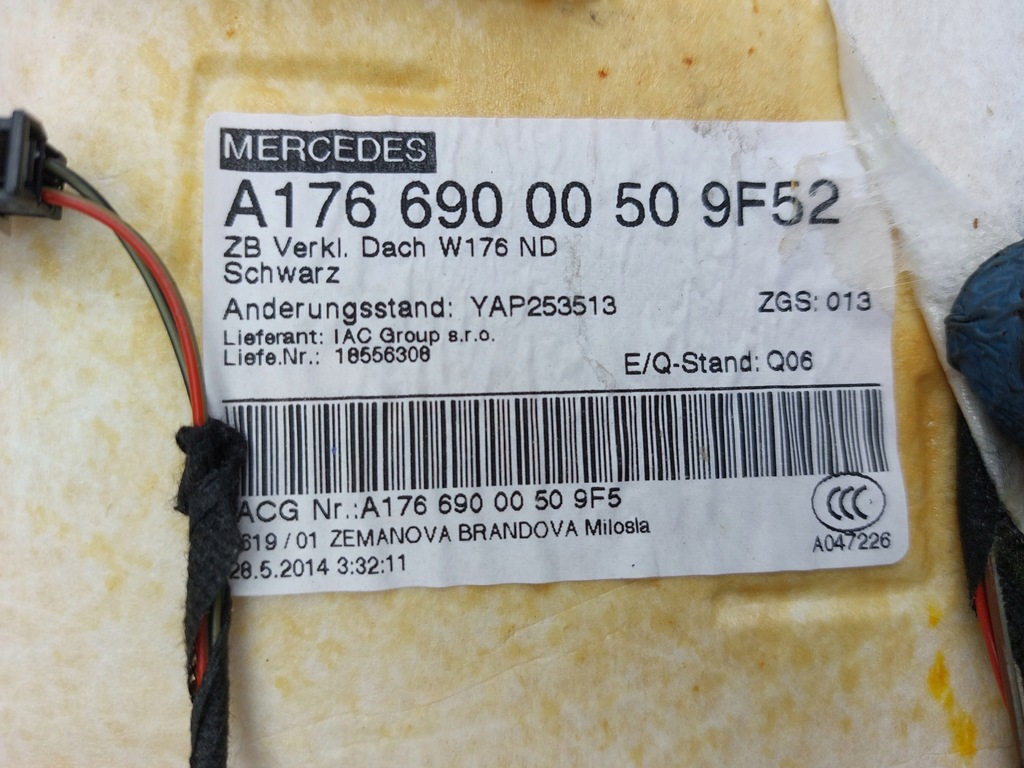 MERCEDES
A176 690 00 50 9F52
ZB Verkl. Dach W176 ND
Schwarz
Anderungsstand: YAP253513 ZGS: 013
Lieferant: IAC Group s.r.o.
Liefe.Nr.: 18556308
E/Q-Stand: Q06
ACG Nr.:A176 690 00 50 9F5
619 / 01 ZEMANOVA BRANDOVA Milosla
28.5.2014 3:32:11
CCC
A047226